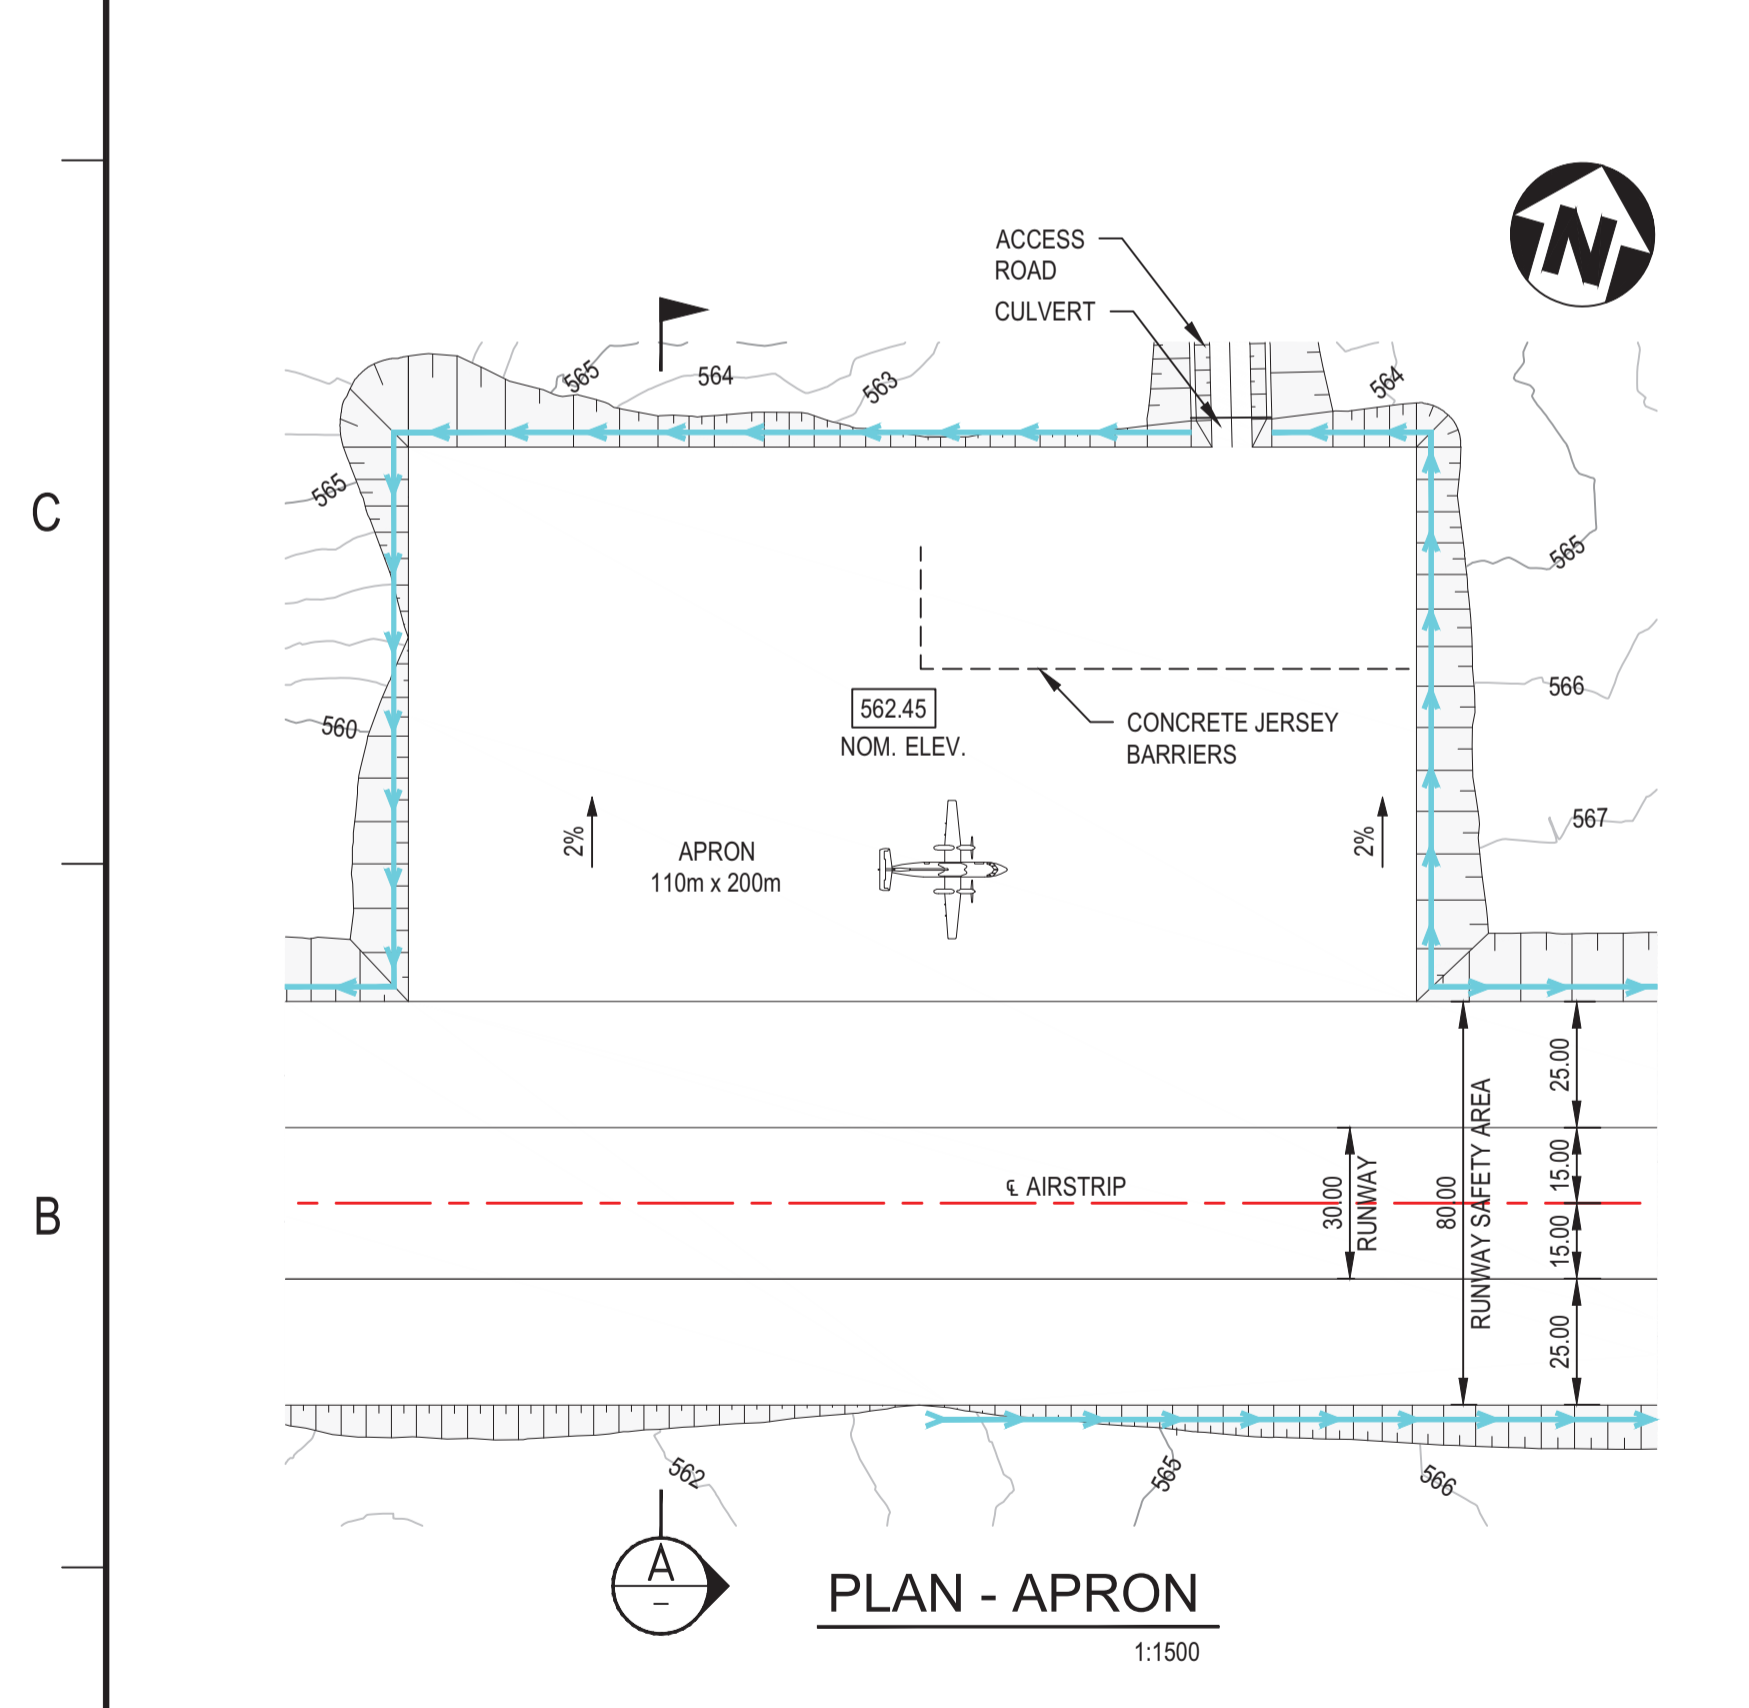 N
ACCESS
ROAD
CULVERT
565
564
563
564
C
565
565
560
562.45
NOM. ELEV.
CONCRETE JERSEY
BARRIERS
566
567
2%
2%
APRON
110m x 200m
25.00
15.00
15.00
25.00
RUNWAY SAFETY AREA
80.00
30.00
RUNWAY
℄ AIRSTRIP
B
562
565
566
A
–
PLAN - APRON
1:1500